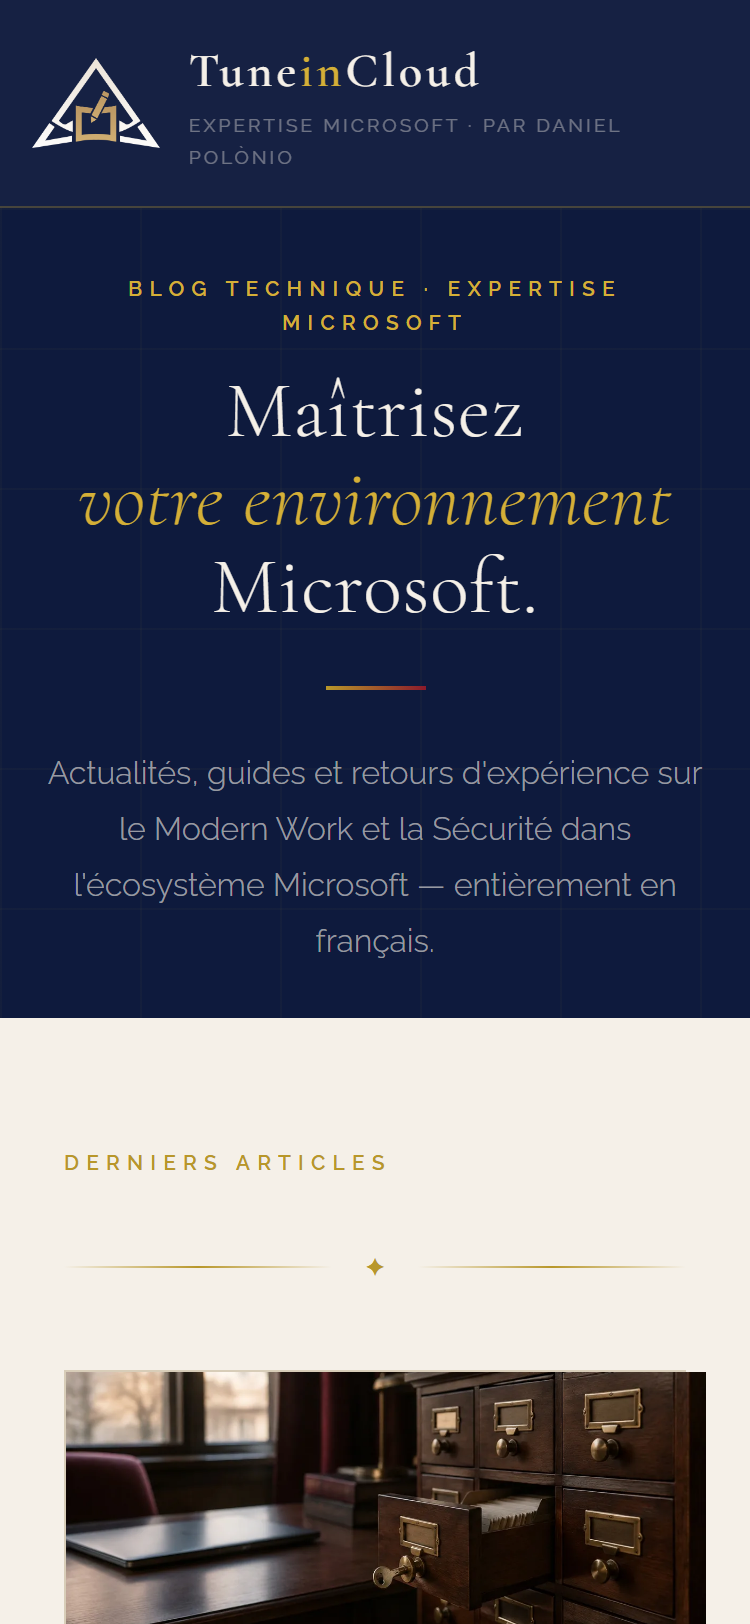 TuneinCloud
EXPERTISE MICROSOFT · PAR DANIEL
POLÒNIO
BLOG TECHNIQUE · EXPERTISE
MICROSOFT
Maîtrisez
votre environnement
Microsoft.
Actualités, guides et retours d'expérience sur
le Modern Work et la Sécurité dans
l'écosystème Microsoft — entièrement en
français.
DERNIERS ARTICLES